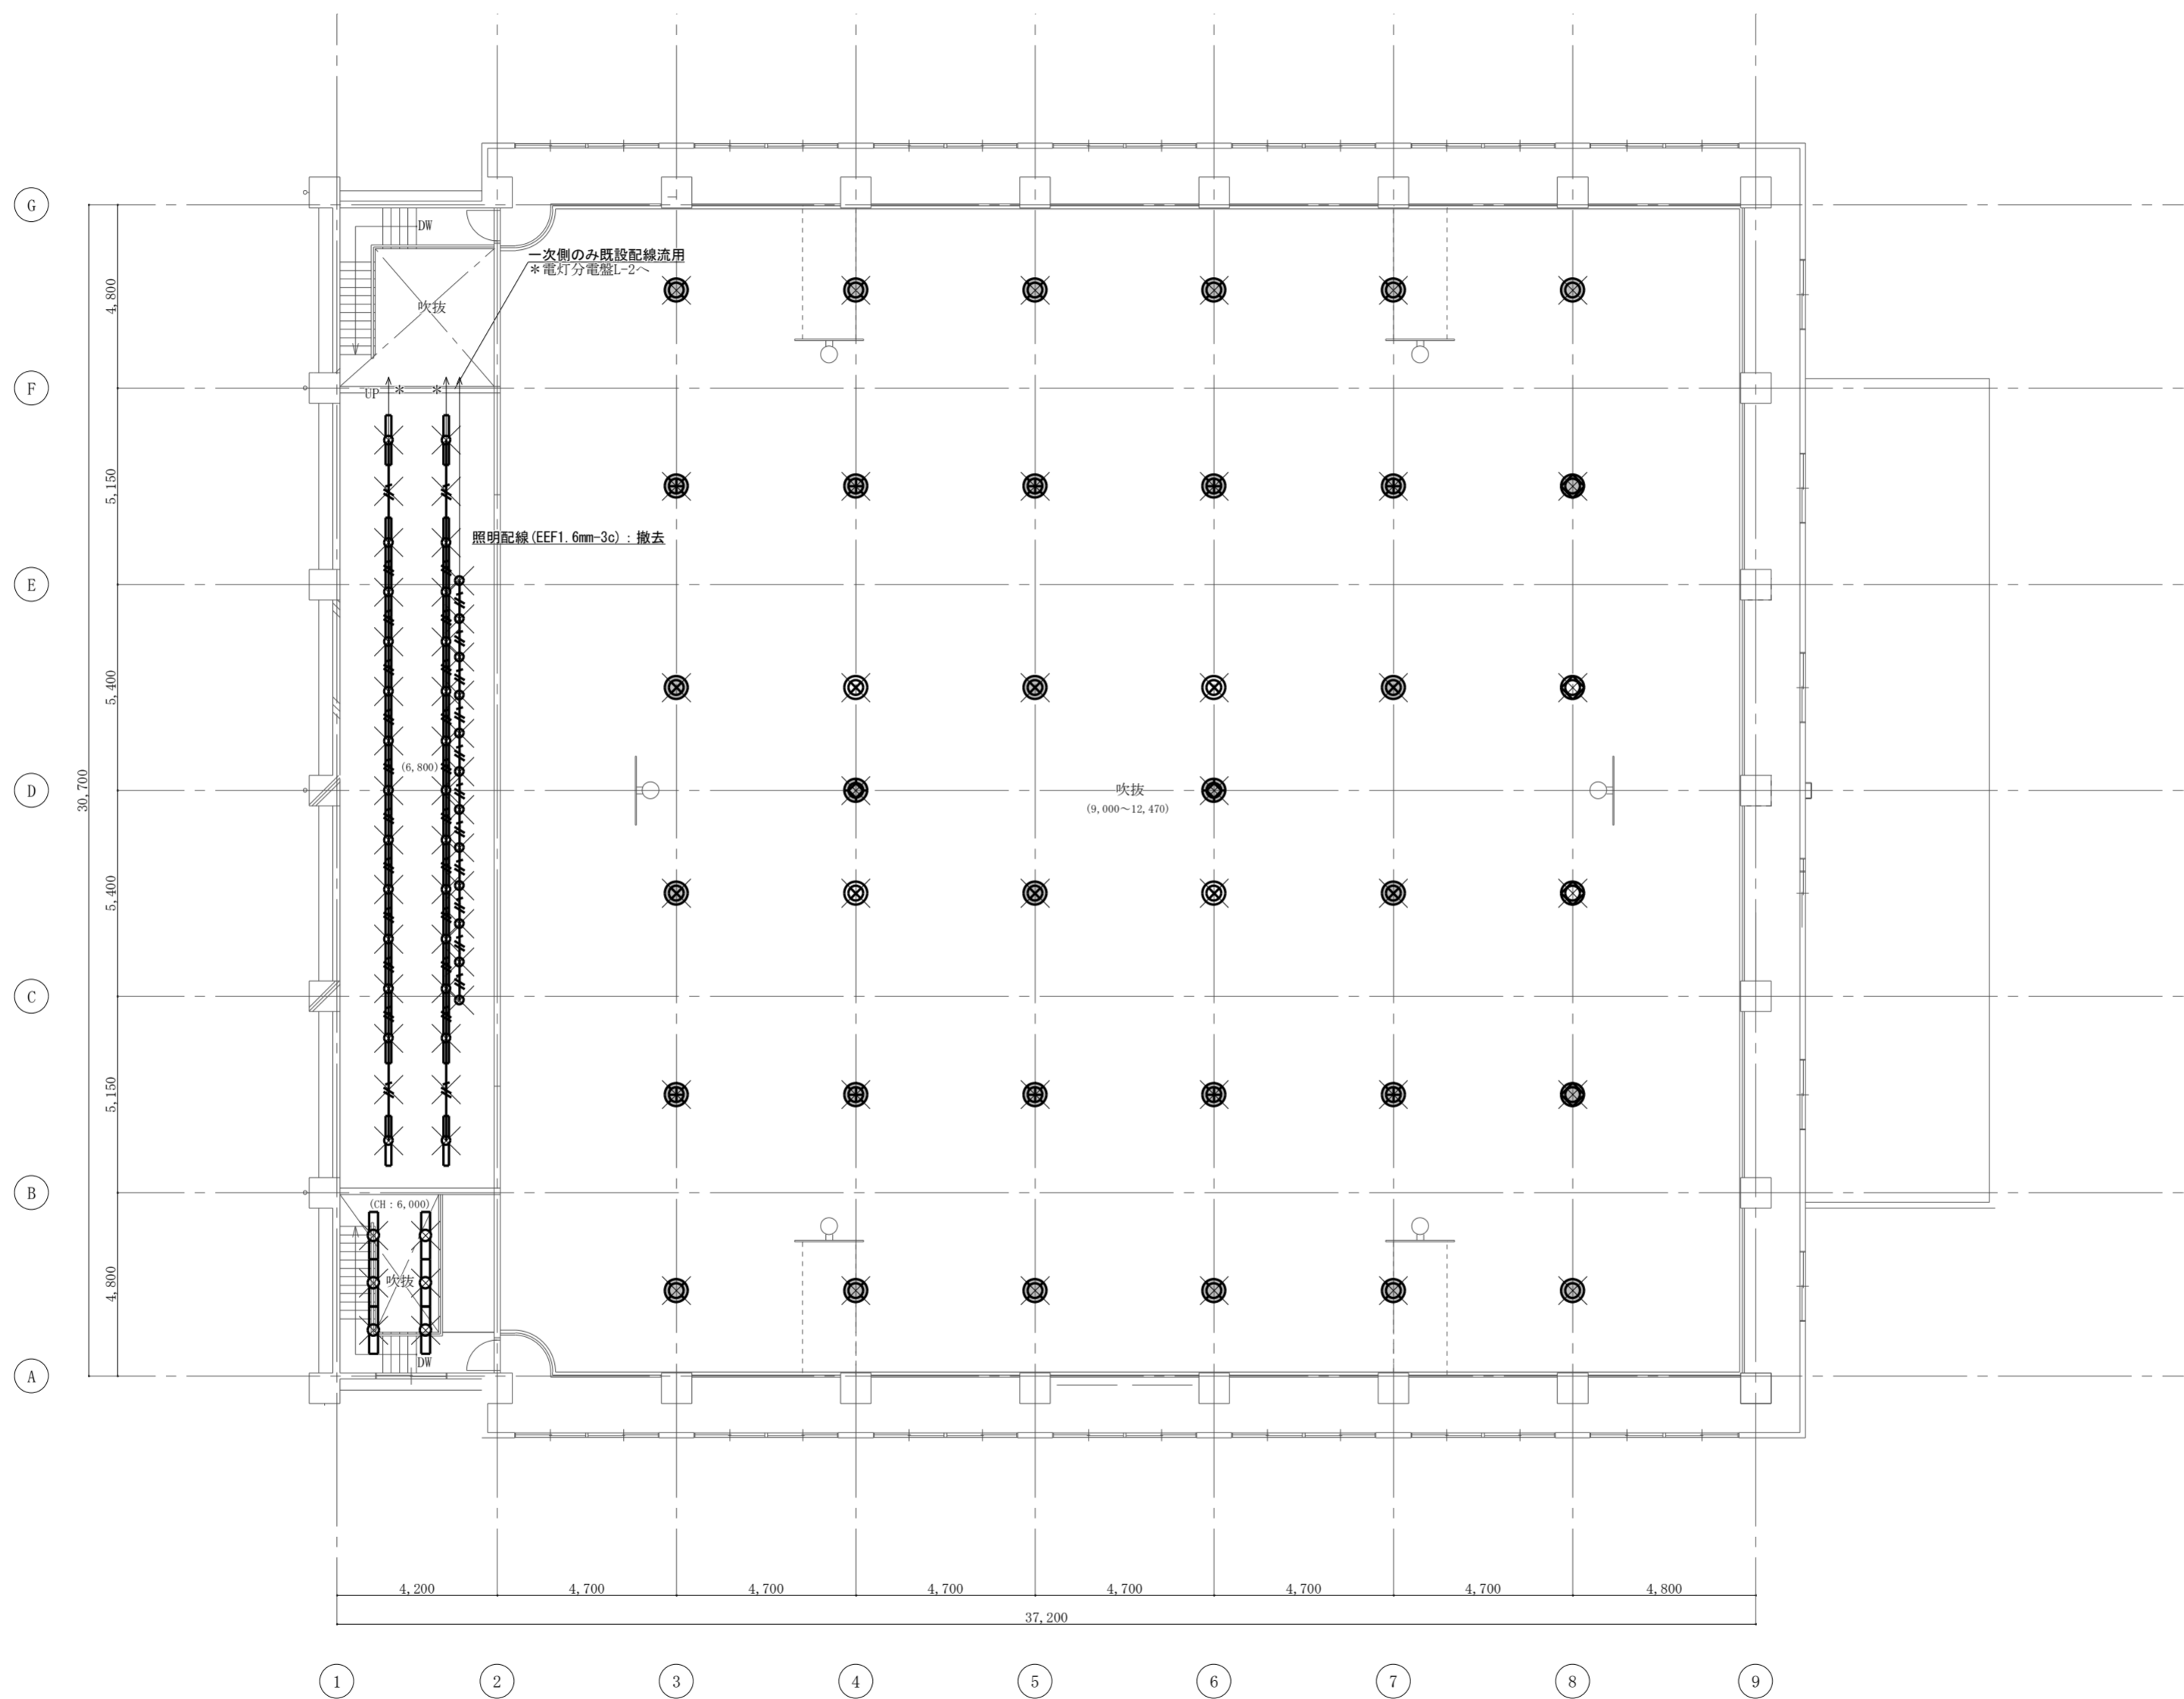 G
DW
一次側のみ既設配線流用
*電灯分電盤L-2へ
4,800
吹抜
F
UP
*
*
5,150
照明配線(EEF1.6mm-3c):撤去
E
5,400
(6,800)
30,700
D
吹抜
(9,000~12,470)
5,400
C
5,150
B
(CH:6,000)
4,800
吹抜
DW
A
4,200
4,700
4,700
4,700
4,700
4,700
4,700
4,800
37,200
1
2
3
4
5
6
7
8
9